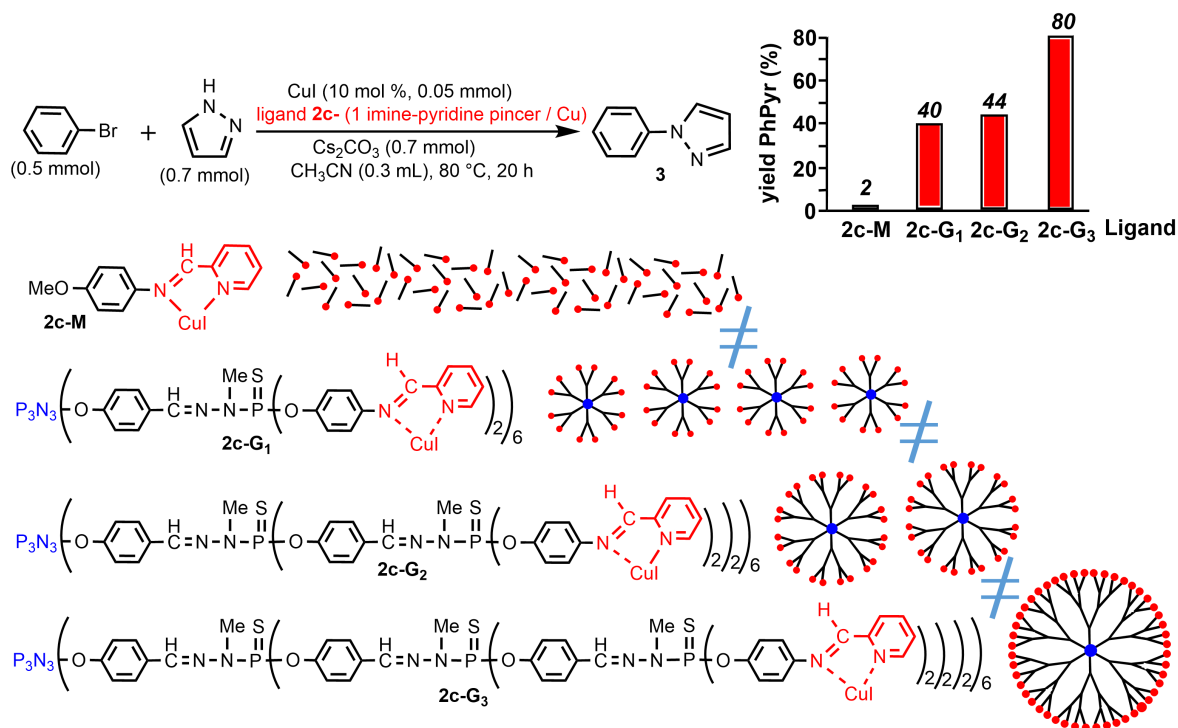 CuI (10 mol %, 0.05 mmol)
ligand 2c- (1 imine-pyridine pincer / Cu)
Cs₂CO₃ (0.7 mmol)
CH₃CN (0.3 mL), 80 °C, 20 h
Br
(0.5 mmol)
+
H
N
N
(0.7 mmol)
N
N
3
yield PhPyr (%)
80
60
40
20
0
2
40
44
80
2c-M 2c-G₁ 2c-G₂ 2c-G₃ Ligand
H
C
MeO N N
CuI
2c-M
H
Me S H C
P₃N₃ ( O C=N N P ( O N N ) ) 2 6
CuI
2c-G₁
H
H Me S H Me S C
P₃N₃ ( O C=N N P ( O C=N N P ( O N N ) ) ) 2 2 6
CuI
2c-G₂
H
H Me S H Me S H Me S C
P₃N₃ ( O C=N N P ( O C=N N P ( O C=N N P ( O N N ) ) ) ) 2 2 2 6
CuI
2c-G₃